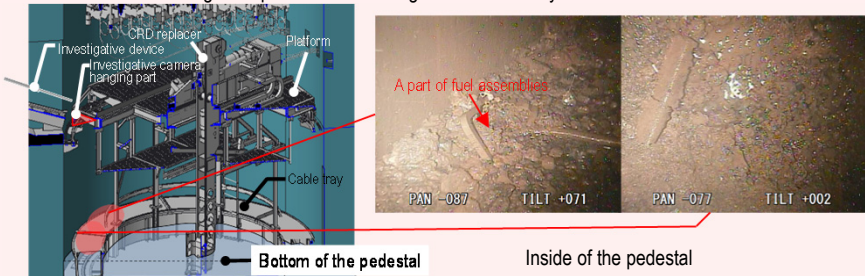 CRD replacer
Platform
Investigative device
Investigative camera
hanging part
A part of fuel assemblies
Cable tray
PAN -087 TILT +071
PAN -077 TILT +002
Bottom of the pedestal
Inside of the pedestal